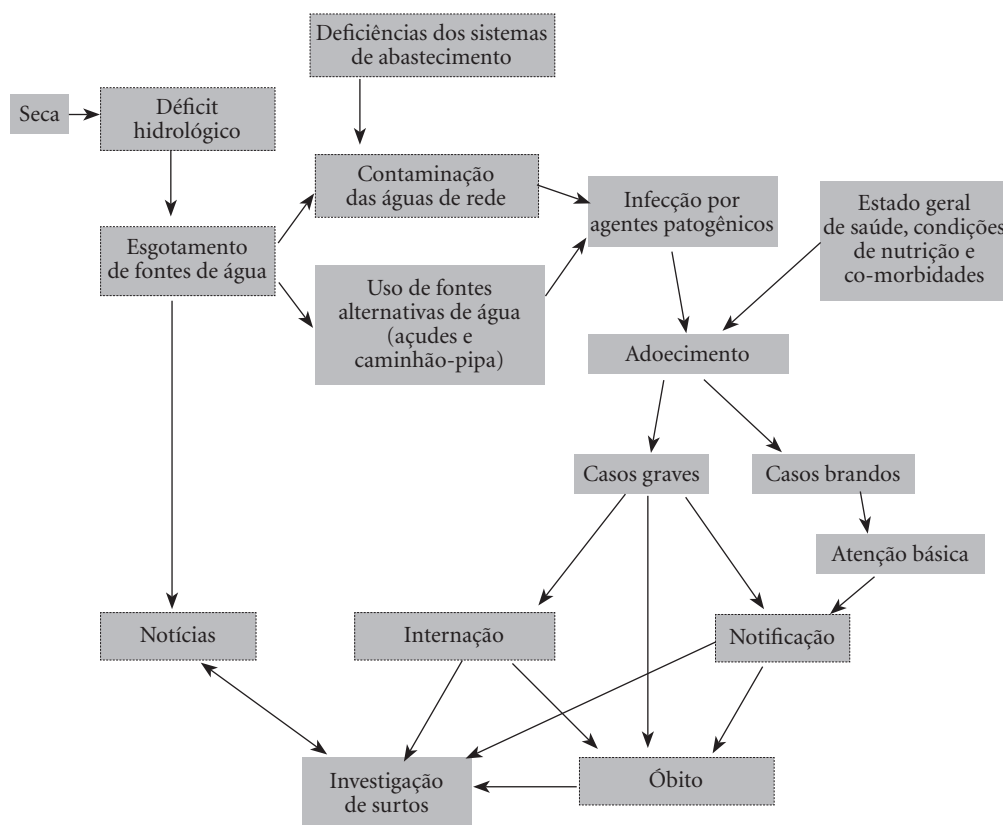 Deficiências dos sistemas
de abastecimento
Seca
Déficit
hidrológico
Contaminação
das águas de rede
Infecção por
agentes patogênicos
Estado geral
de saúde, condições
de nutrição e
co-morbidades
Esgotamento
de fontes de água
Uso de fontes
alternativas de água
(açudes e
caminhão-pipa)
Adoecimento
Casos graves
Casos brandos
Atenção básica
Notícias
Internação
Notificação
Investigação
de surtos
Óbito